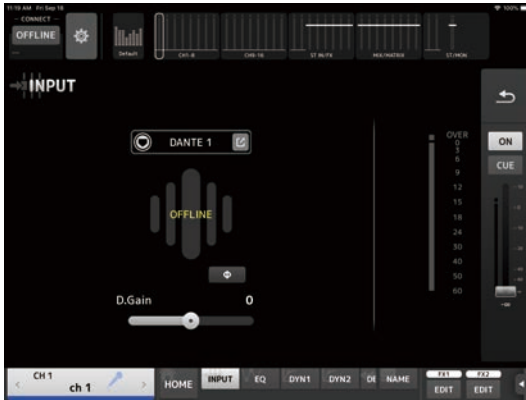 11:19 AM Fri Sep 18
100%
CONNECT
OFFLINE
Default
CH1-8
CH9-16
ST IN/FX
MIX/MATRIX
ST/MON
INPUT
DANTE 1
OFFLINE
D.Gain 0
OVER
0
3
6
9
12
15
18
24
30
40
50
60
ON
CUE
CH 1
ch 1
HOME
INPUT
EQ
DYN1
DYN2
DE
NAME
FX1
EDIT
FX2
EDIT